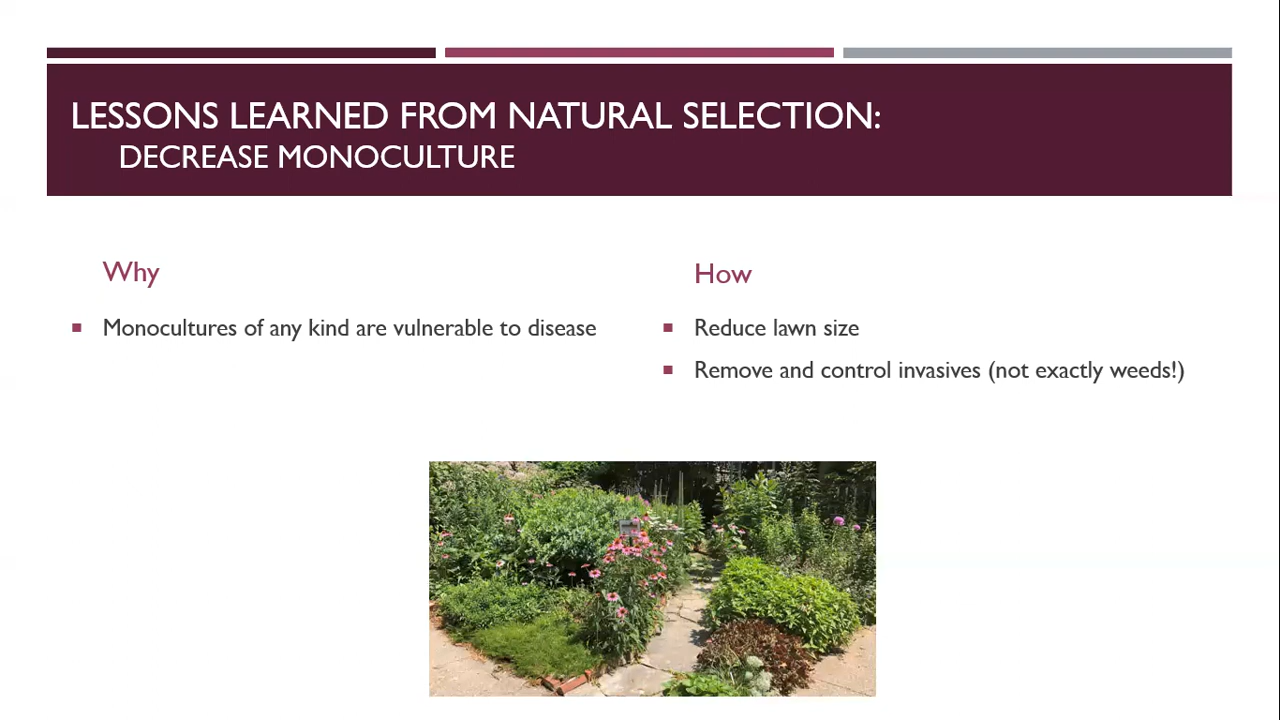 LESSONS LEARNED FROM NATURAL SELECTION:
DECREASE MONOCULTURE
Why
Monocultures of any kind are vulnerable to disease
How
Reduce lawn size
Remove and control invasives (not exactly weeds!)